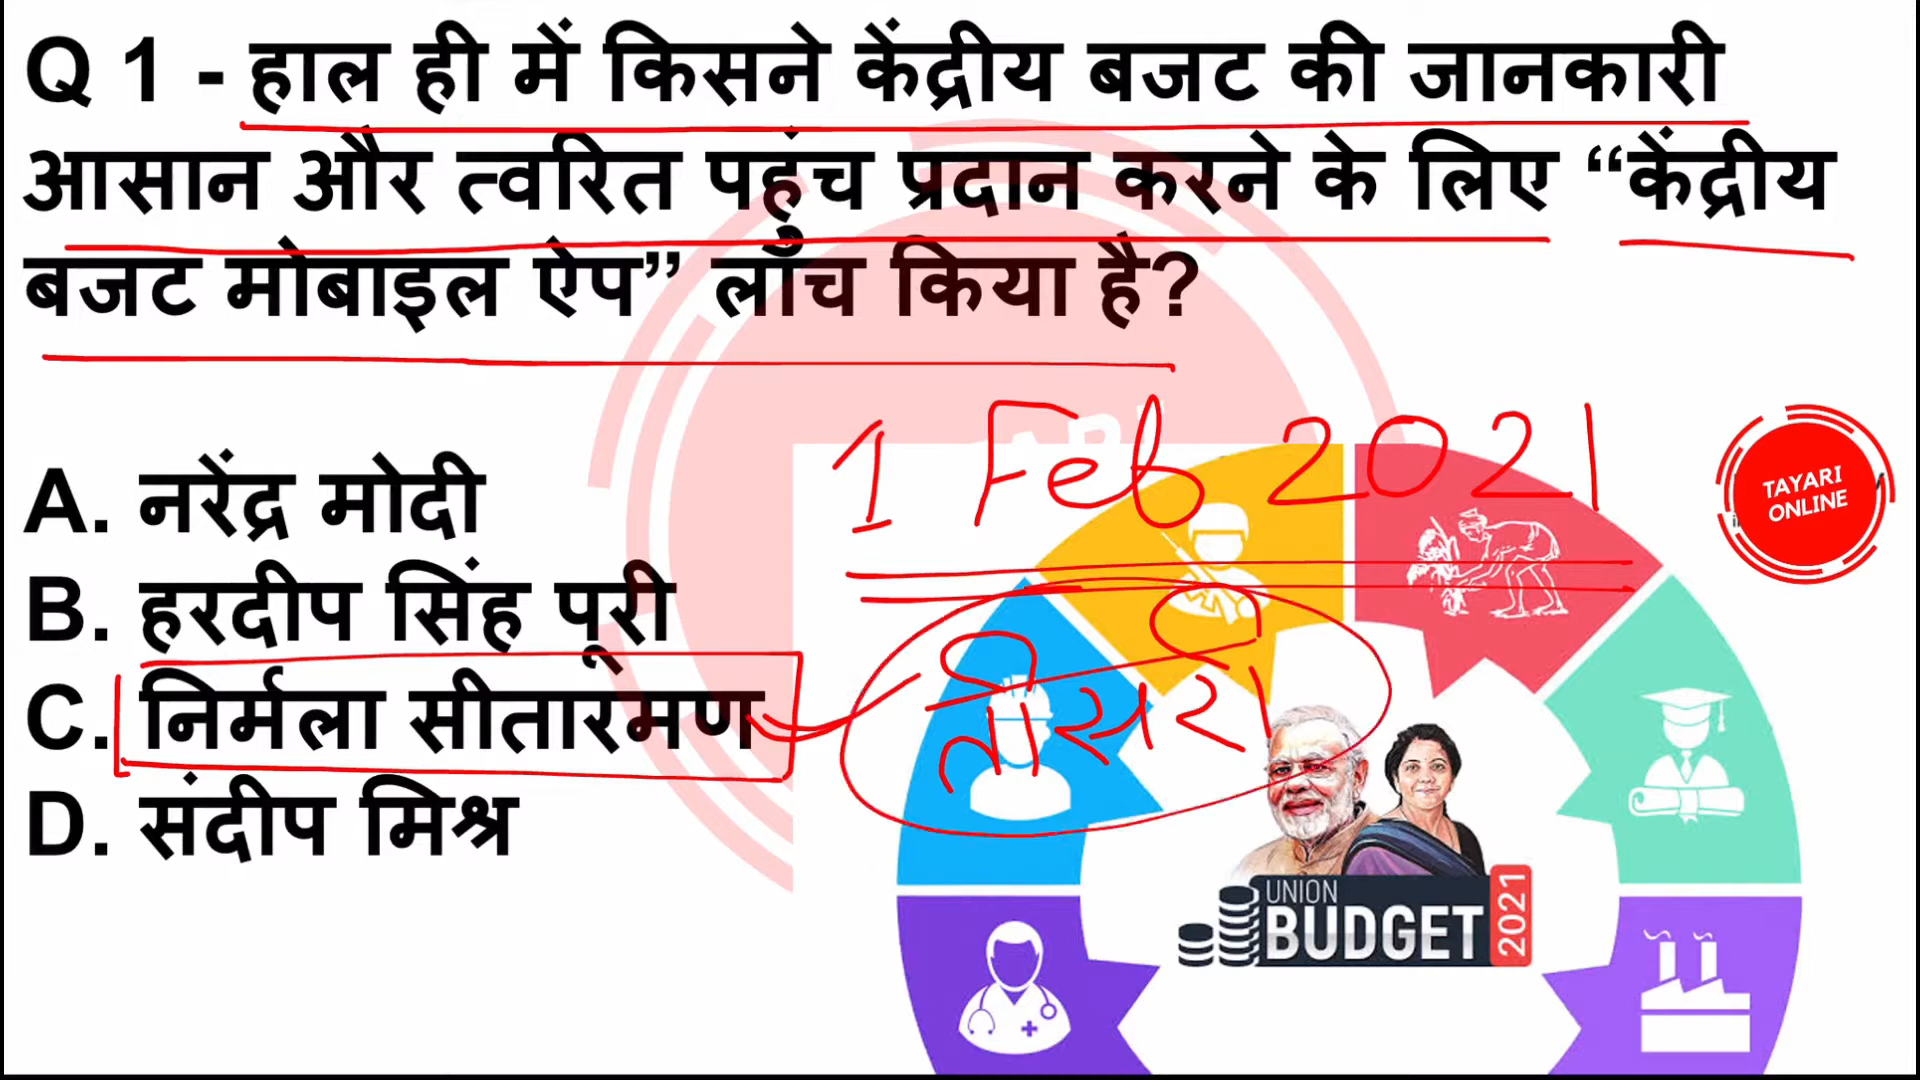 Q 1 - हाल ही में किसने केंद्रीय बजट की जानकारी
आसान और त्वरित पहुंच प्रदान करने के लिए “केंद्रीय
बजट मोबाइल ऐप” लाँच किया है?
1 Feb 2021
A. नरेंद्र मोदी
B. हरदीप सिंह पूरी
C. निर्मला सीतारमण
D. संदीप मिश्र
तीसरी
TAYARI
ONLINE
UNION
BUDGET
2021